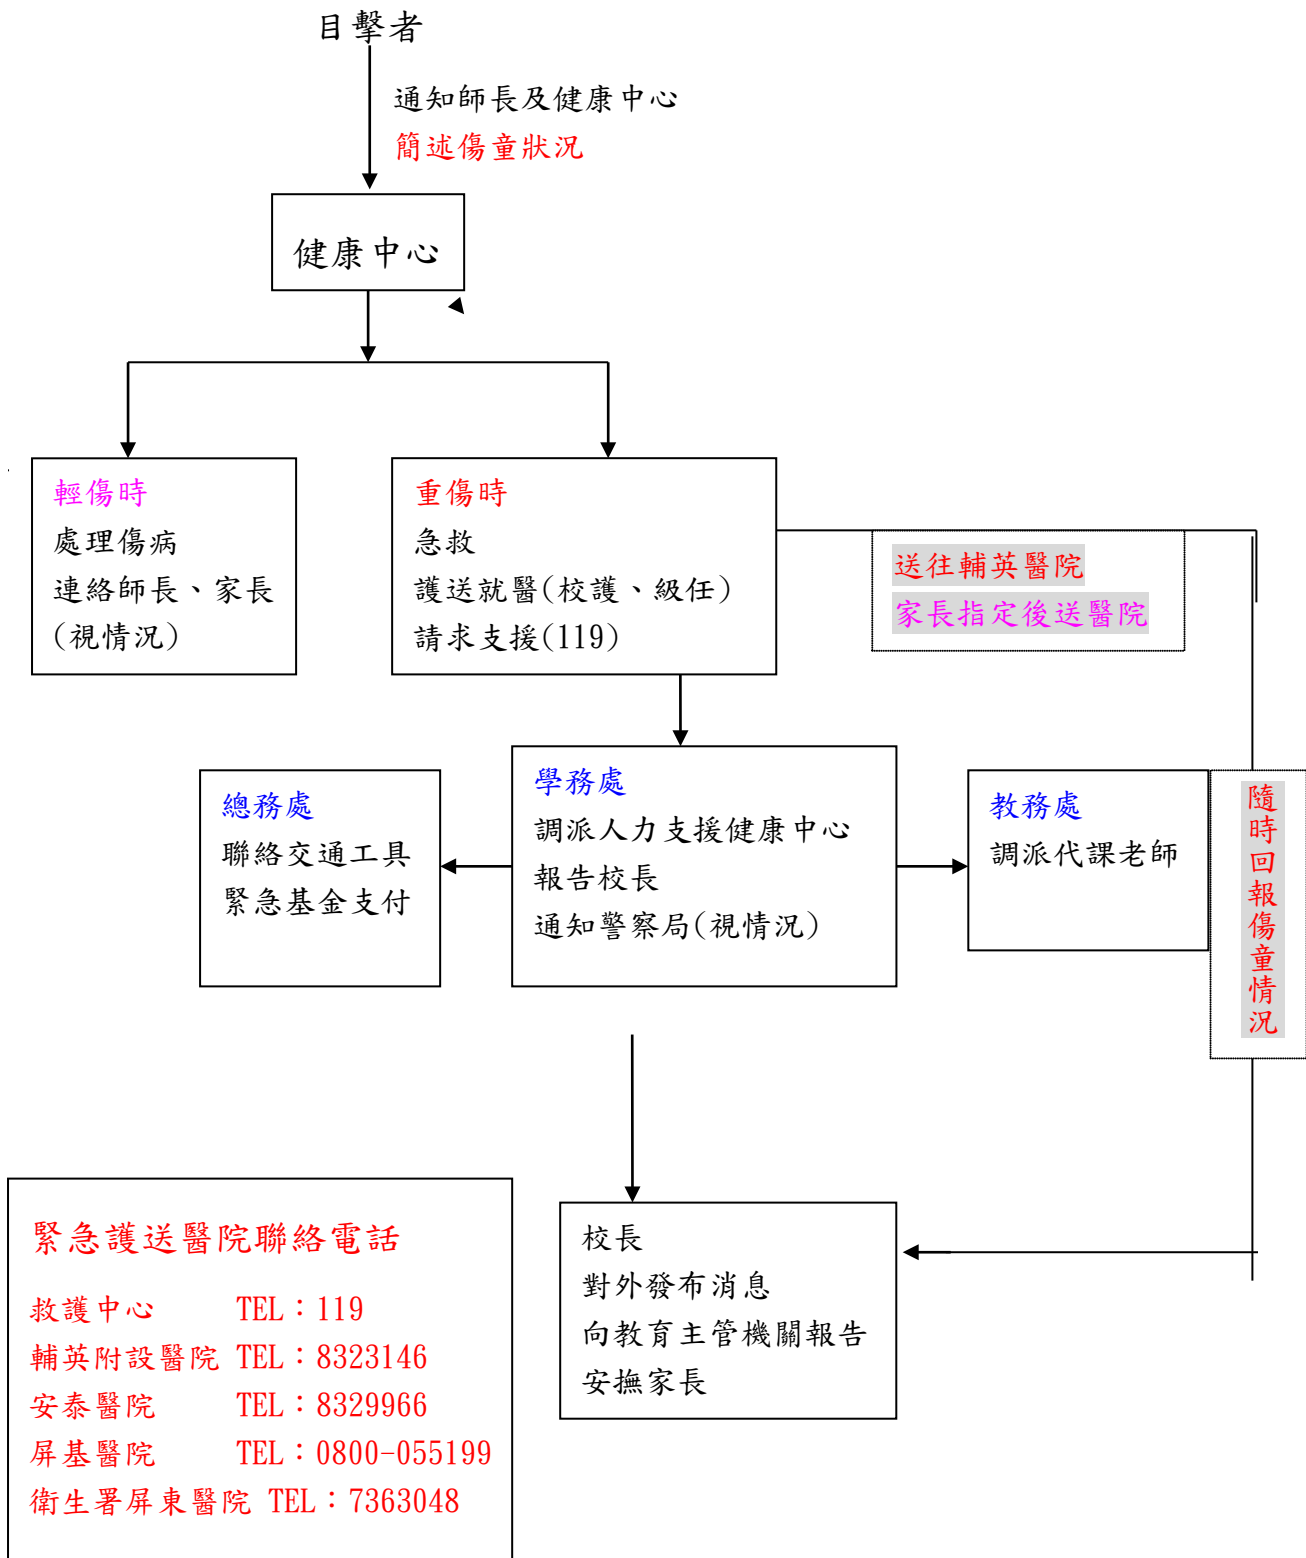 目擊者
通知師長及健康中心
簡述傷童狀況
健康中心
輕傷時
處理傷病
連絡師長、家長
(視情況)
重傷時
急救
護送就醫(校護、級任)
請求支援(119)
送往輔英醫院
家長指定後送醫院
總務處
聯絡交通工具
緊急基金支付
學務處
調派人力支援健康中心
報告校長
通知警察局(視情況)
教務處
調派代課老師
隨時回報傷童情況
緊急護送醫院聯絡電話
救護中心 TEL：119
輔英附設醫院 TEL：8323146
安泰醫院 TEL：8329966
屏基醫院 TEL：0800-055199
衛生署屏東醫院 TEL：7363048
校長
對外發布消息
向教育主管機關報告
安撫家長